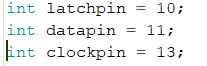 int latchpin = 10;
int datapin = 11;
int clockpin = 13;